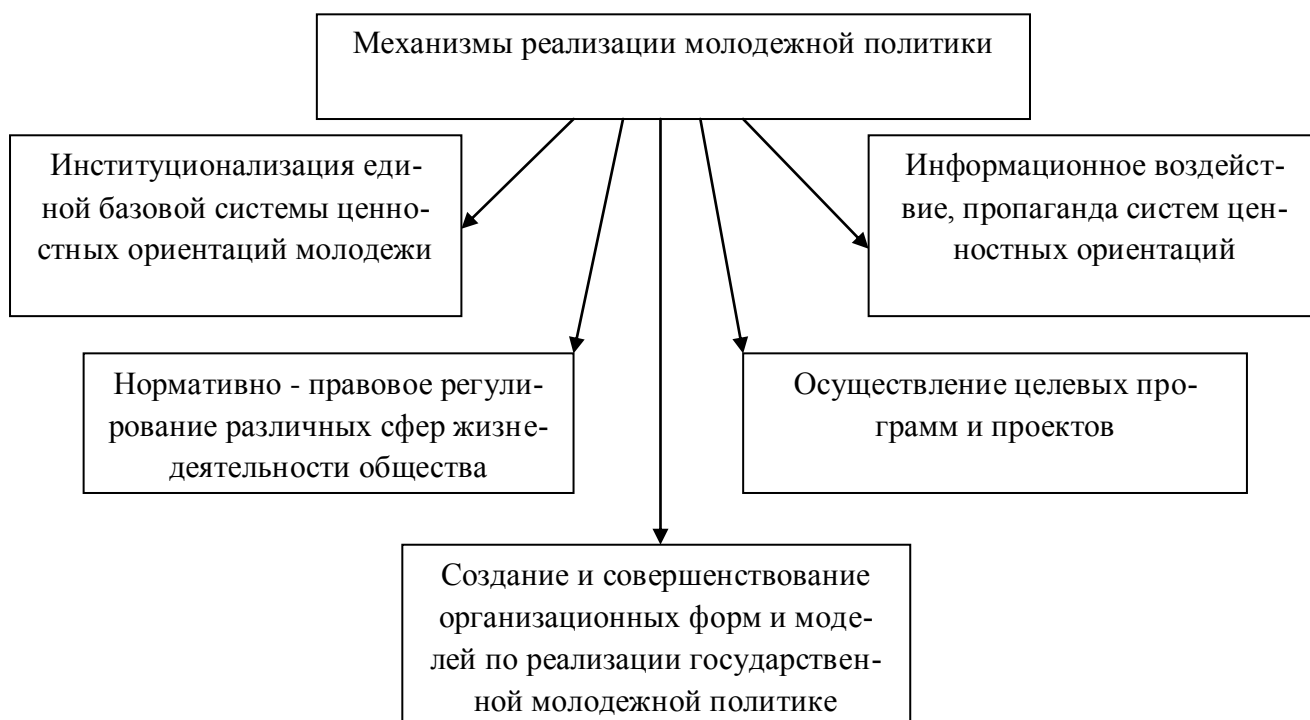 Механизмы реализации молодежной политики
Институционализация еди-
ной базовой системы ценно-
стных ориентаций молодежи
Информационное воздейст-
вие, пропаганда систем цен-
ностных ориентаций
Нормативно - правовое регули-
рование различных сфер жизне-
деятельности общества
Осуществление целевых про-
грамм и проектов
Создание и совершенствование
организационных форм и моде-
лей по реализации государствен-
ной молодежной политике